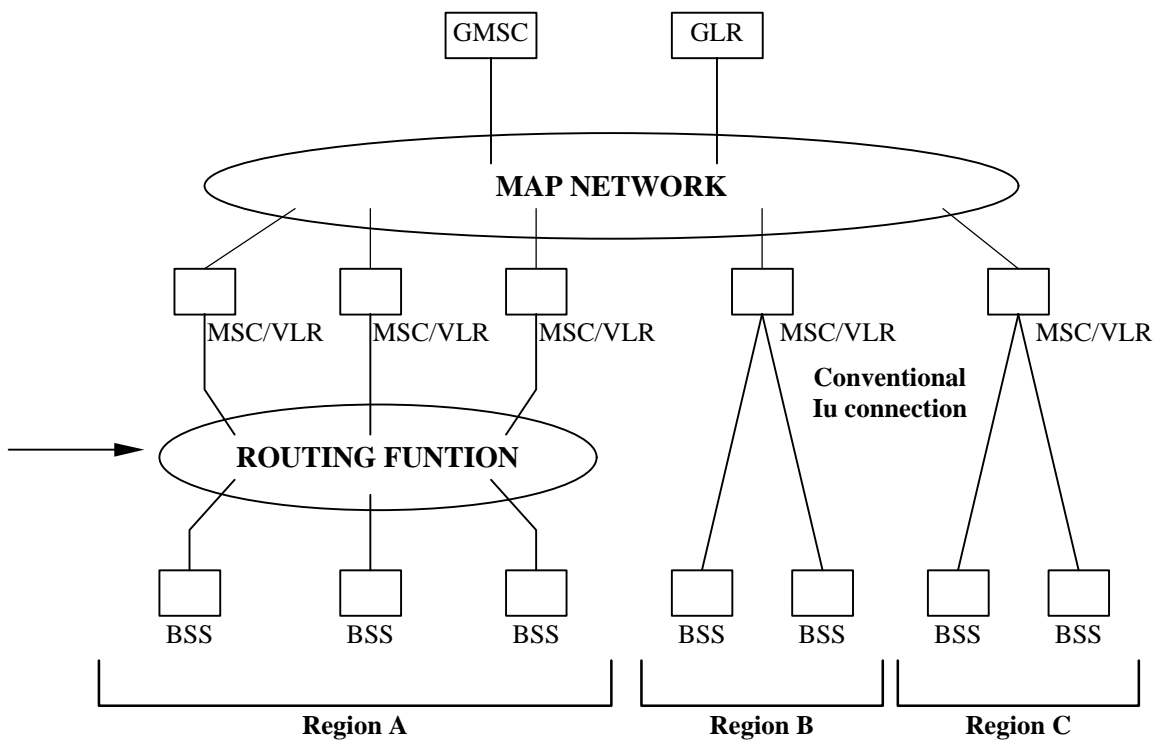 GMSC
GLR
MAP NETWORK
MSC/VLR
MSC/VLR
MSC/VLR
MSC/VLR
MSC/VLR
Conventional
Iu connection
ROUTING FUNTION
BSS
BSS
BSS
BSS
BSS
BSS
BSS
Region A
Region B
Region C